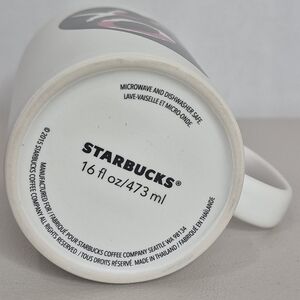 MICROWAVE AND DISHWASHER SAFE.
LAVE-VAISELLE ET MICRO-ONDE.
STARBUCKS®
16 fl oz/473 ml
©2015 STARBUCKS COFFEE COMPANY ALL RIGHTS RESERVED / TOUS DROITS RÉSERVÉ. MADE IN THAILAND / FABRIQUÉ EN THAÏLANDE
MANUFACTURED FOR / FABRIQUÉ POUR STARBUCKS COFFEE COMPANY SEATTLE WA 98134